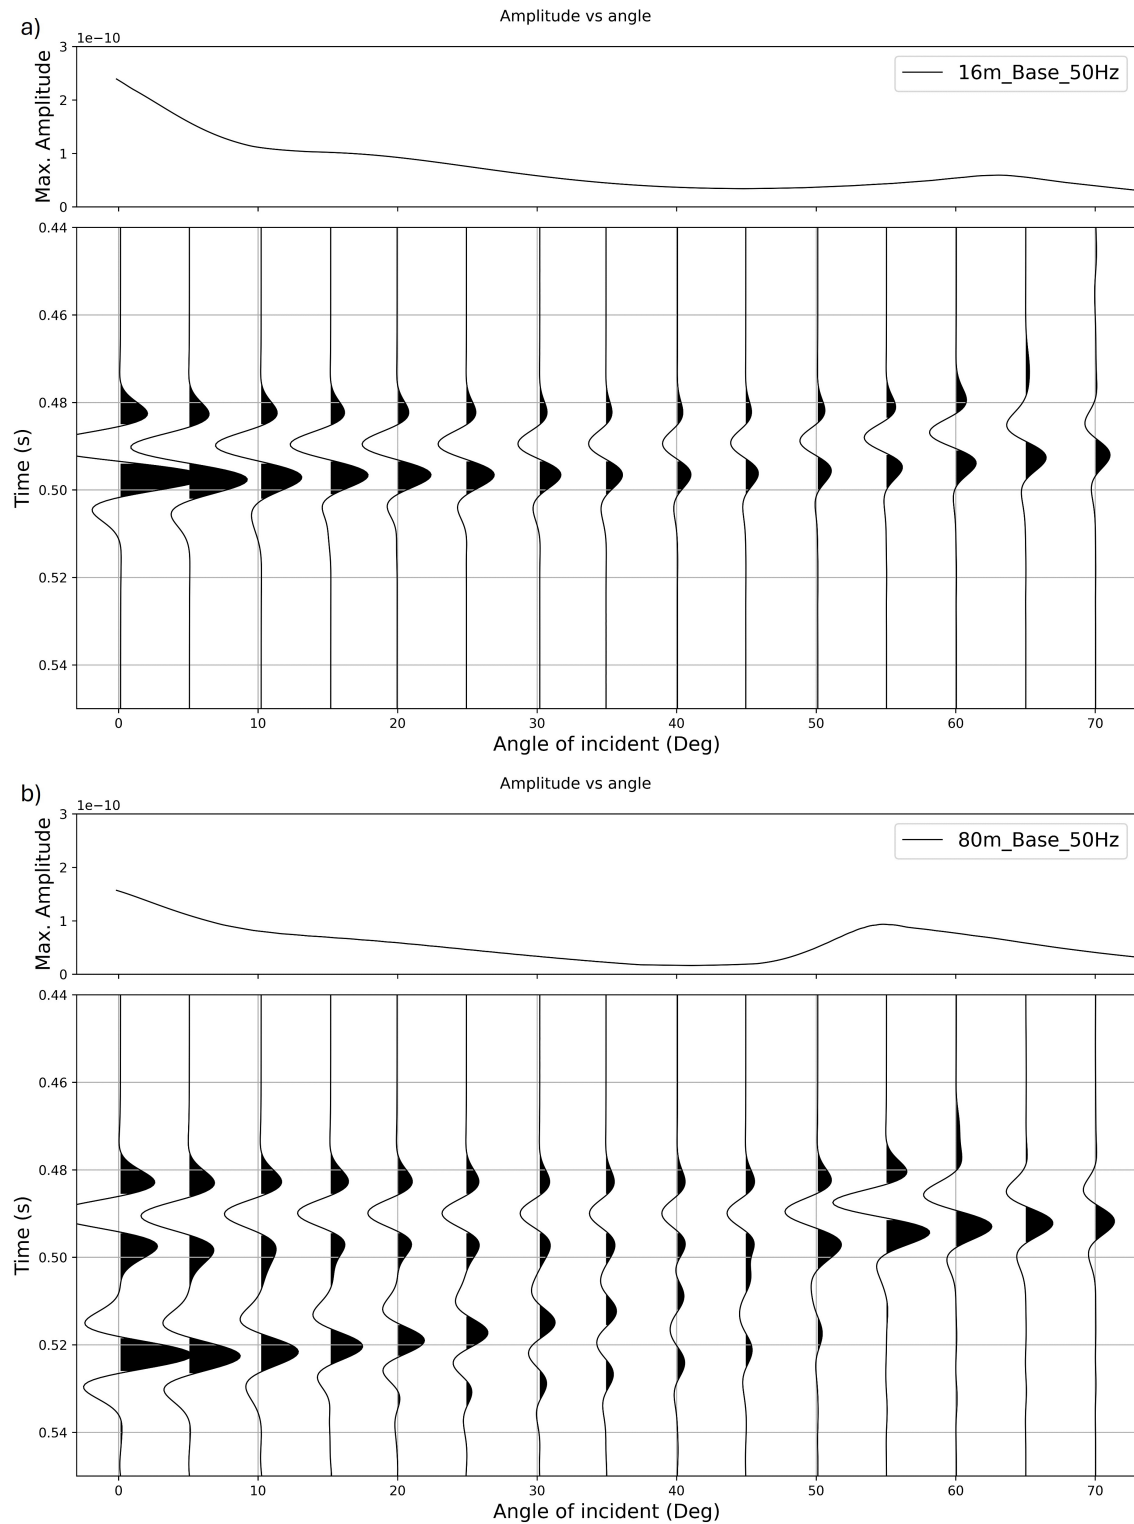 a)
Amplitude vs angle
1e−10
Max. Amplitude
3
2
1
0
16m_Base_50Hz
Time (s)
0.44
0.46
0.48
0.50
0.52
0.54
0 10 20 30 40 50 60 70
Angle of incident (Deg)
b)
Amplitude vs angle
1e−10
Max. Amplitude
3
2
1
0
80m_Base_50Hz
Time (s)
0.44
0.46
0.48
0.50
0.52
0.54
0 10 20 30 40 50 60 70
Angle of incident (Deg)